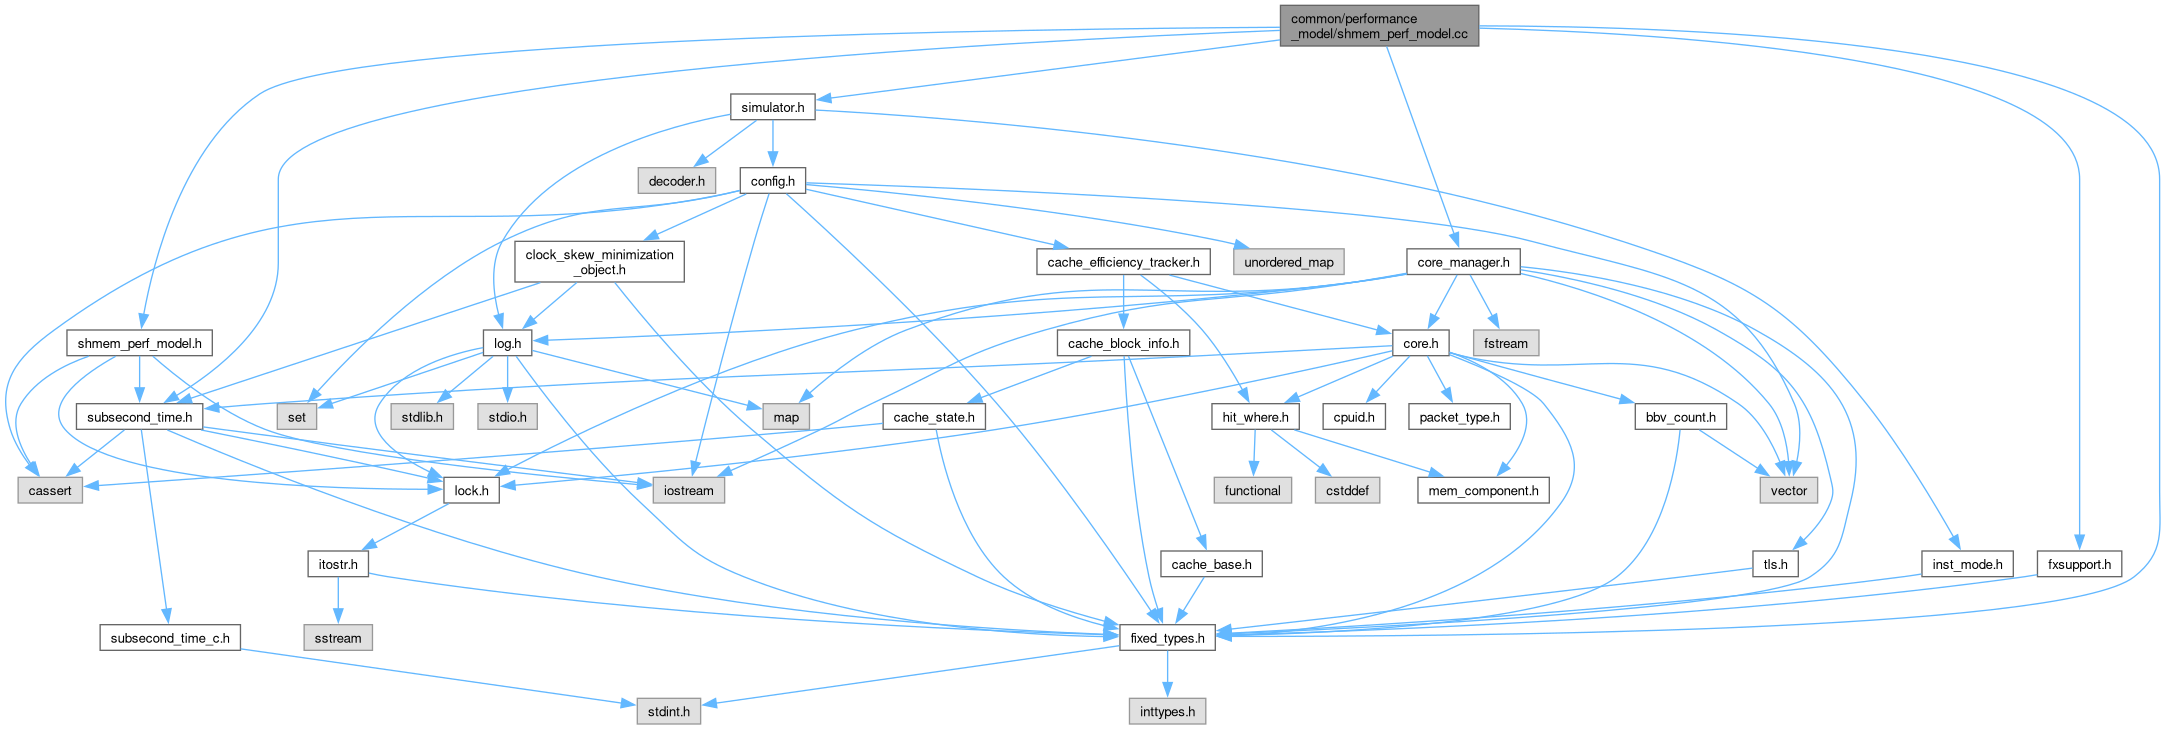 common/performance
_model/shmem_perf_model.cc
simulator.h
decoder.h
config.h
clock_skew_minimization
_object.h
cache_efficiency_tracker.h
unordered_map
core_manager.h
shmem_perf_model.h
log.h
cache_block_info.h
core.h
fstream
subsecond_time.h
set
stdlib.h
stdio.h
map
cache_state.h
hit_where.h
cpuid.h
packet_type.h
bbv_count.h
cassert
lock.h
iostream
functional
cstddef
mem_component.h
vector
itostr.h
cache_base.h
tls.h
inst_mode.h
fxsupport.h
subsecond_time_c.h
sstream
fixed_types.h
stdint.h
inttypes.h